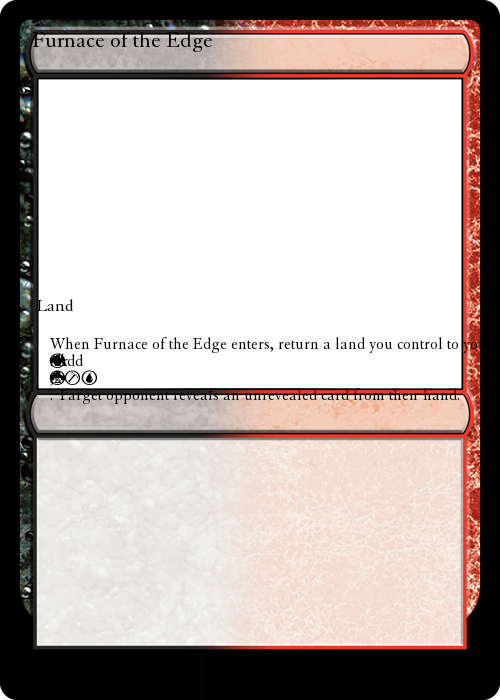 Furnace of the Edge
Land
When Furnace of the Edge enters, return a land you control to yo
Add
: Target opponent reveals an unrevealed card from their hand.